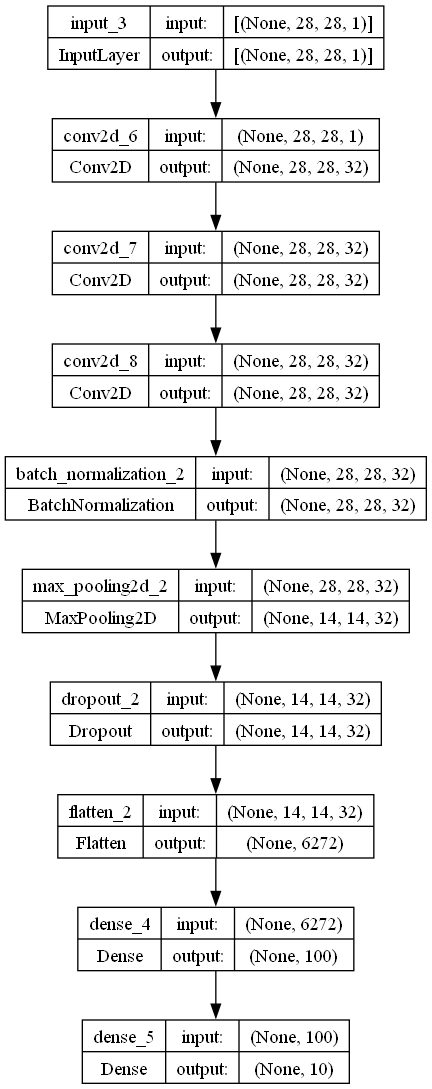 input_3 input: [(None, 28, 28, 1)]
InputLayer output: [(None, 28, 28, 1)]
conv2d_6 input: (None, 28, 28, 1)
Conv2D output: (None, 28, 28, 32)
conv2d_7 input: (None, 28, 28, 32)
Conv2D output: (None, 28, 28, 32)
conv2d_8 input: (None, 28, 28, 32)
Conv2D output: (None, 28, 28, 32)
batch_normalization_2 input: (None, 28, 28, 32)
BatchNormalization output: (None, 28, 28, 32)
max_pooling2d_2 input: (None, 28, 28, 32)
MaxPooling2D output: (None, 14, 14, 32)
dropout_2 input: (None, 14, 14, 32)
Dropout output: (None, 14, 14, 32)
flatten_2 input: (None, 14, 14, 32)
Flatten output: (None, 6272)
dense_4 input: (None, 6272)
Dense output: (None, 100)
dense_5 input: (None, 100)
Dense output: (None, 10)